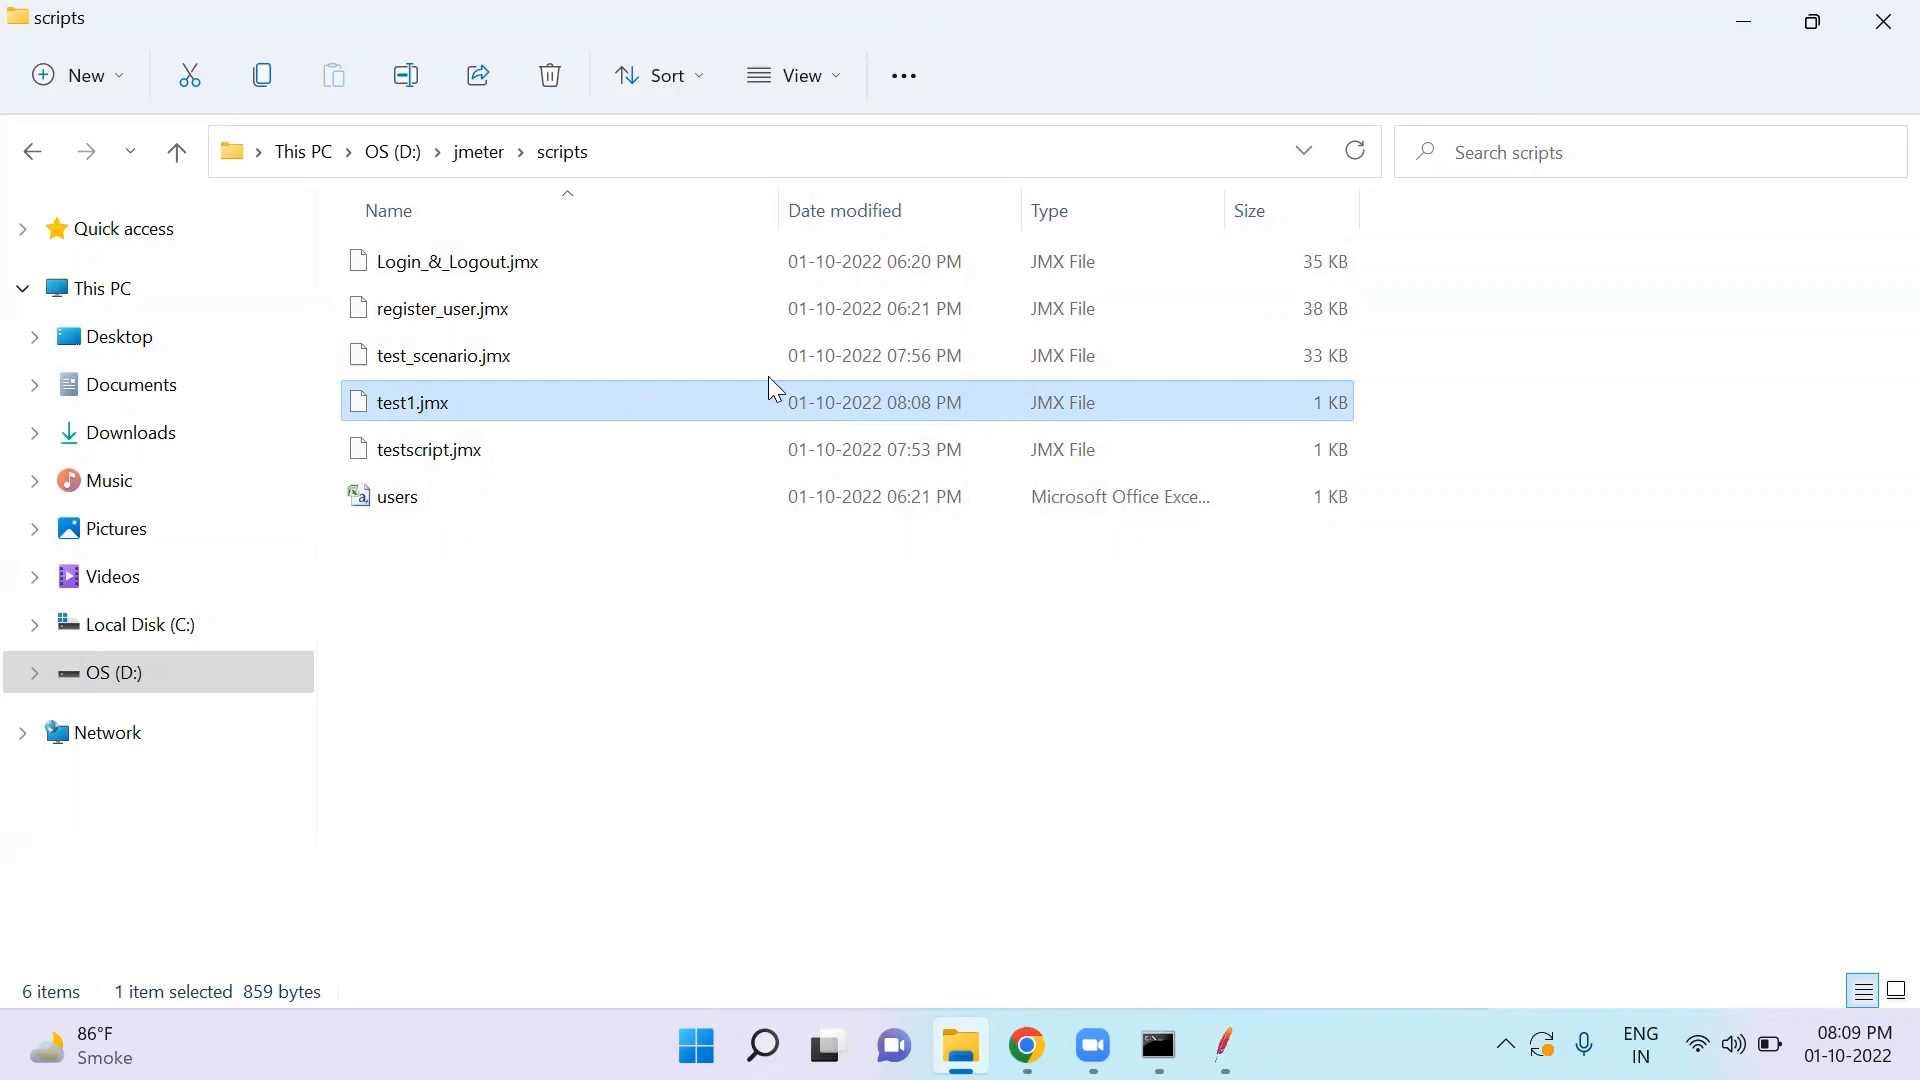 scripts
New
Sort
View
This PC
OS (D:)
jmeter
scripts
Search scripts
Name
Date modified
Type
Size
Quick access
This PC
Desktop
Documents
Downloads
Music
Pictures
Videos
Local Disk (C:)
OS (D:)
Network
Login_&_Logout.jmx 01-10-2022 06:20 PM JMX File 35 KB
register_user.jmx 01-10-2022 06:21 PM JMX File 38 KB
test_scenario.jmx 01-10-2022 07:56 PM JMX File 33 KB
test1.jmx 01-10-2022 08:08 PM JMX File 1 KB
testscript.jmx 01-10-2022 07:53 PM JMX File 1 KB
users 01-10-2022 06:21 PM Microsoft Office Exce... 1 KB
6 items 1 item selected 859 bytes
86°F
Smoke
ENG
IN
08:09 PM
01-10-2022